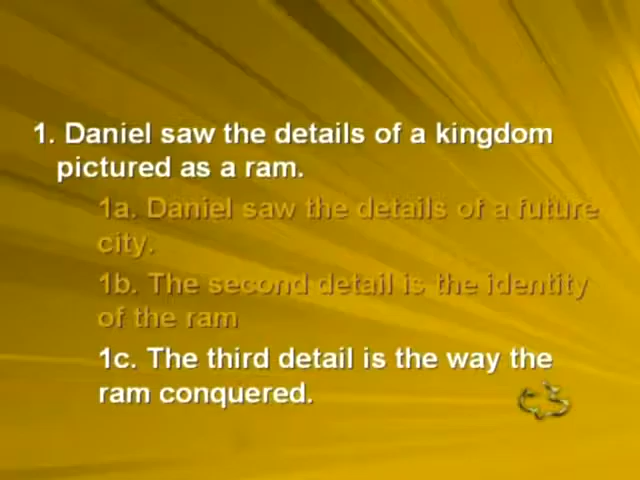 1. Daniel saw the details of a kingdom
pictured as a ram.
1a. Daniel saw the details of a future
city.
1b. The second detail is the identity
of the ram
1c. The third detail is the way the
ram conquered.